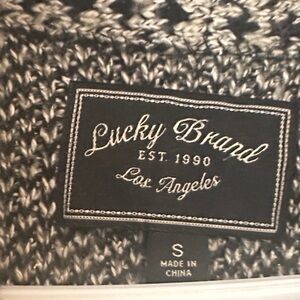 Lucky Brand
EST. 1990
Los Angeles
S
MADE IN
CHINA